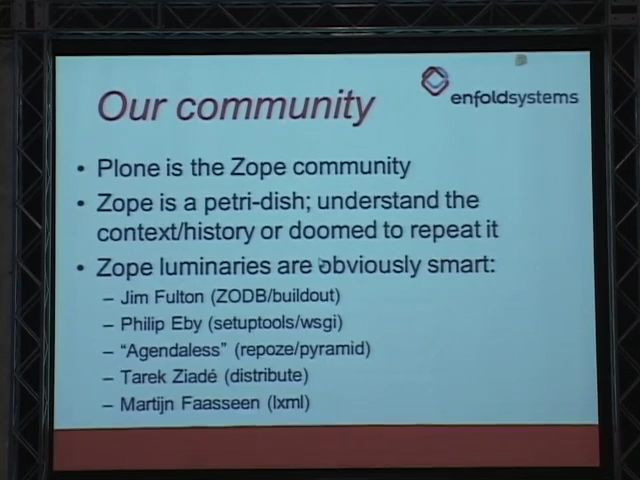 Our community
enfoldsystems
• Plone is the Zope community
• Zope is a petri-dish; understand the
context/history or doomed to repeat it
• Zope luminaries are obviously smart:
– Jim Fulton (ZODB/buildout)
– Philip Eby (setuptools/wsgi)
– “Agendaless” (repoze/pyramid)
– Tarek Ziadé (distribute)
– Martijn Faasseen (lxml)